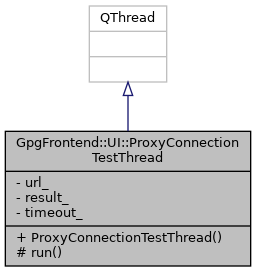 QThread
GpgFrontend::UI::ProxyConnection
TestThread
- url_
- result_
- timeout_
+ ProxyConnectionTestThread()
# run()